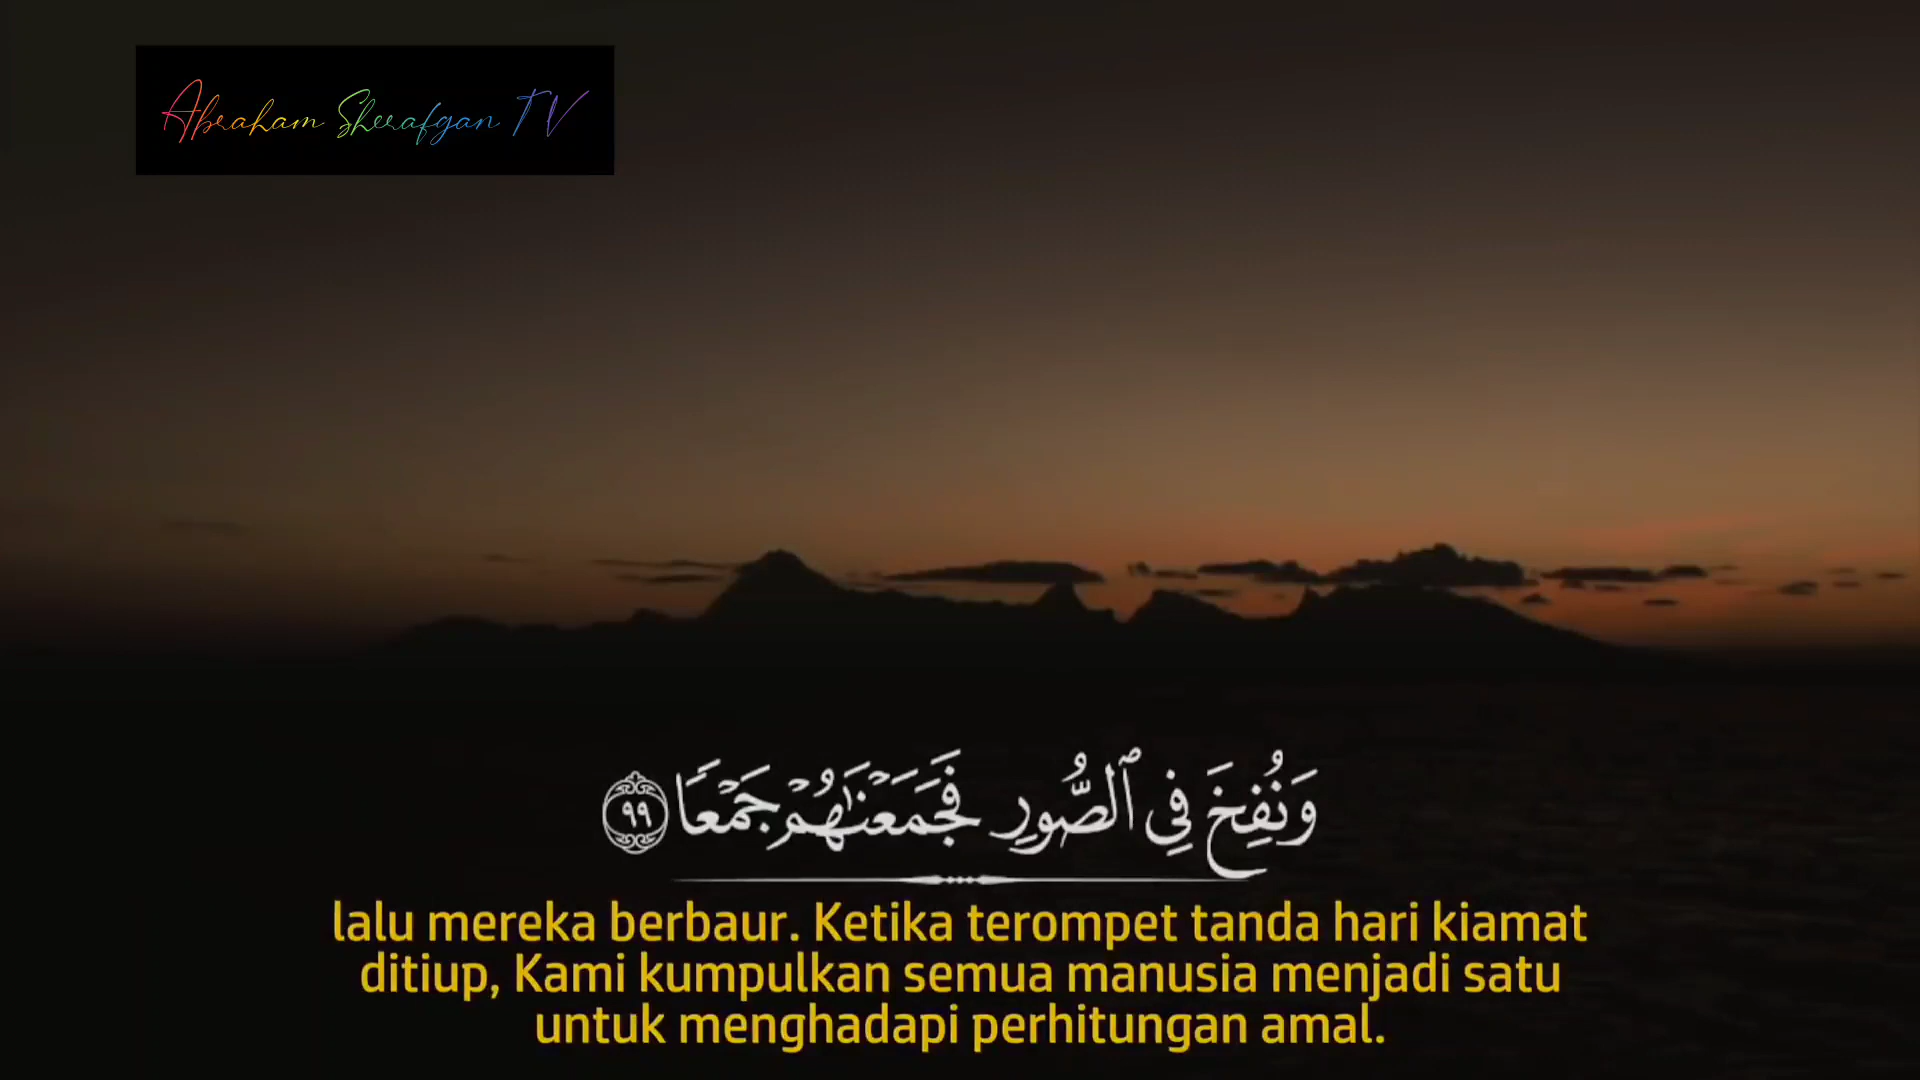 Abraham Sherafgan TV
وَنُفِخَ فِي ٱلصُّورِ فَجَمَعْنَٰهُمْ جَمْعًا ٩٩
lalu mereka berbaur. Ketika terompet tanda hari kiamat
ditiup, Kami kumpulkan semua manusia menjadi satu
untuk menghadapi perhitungan amal.